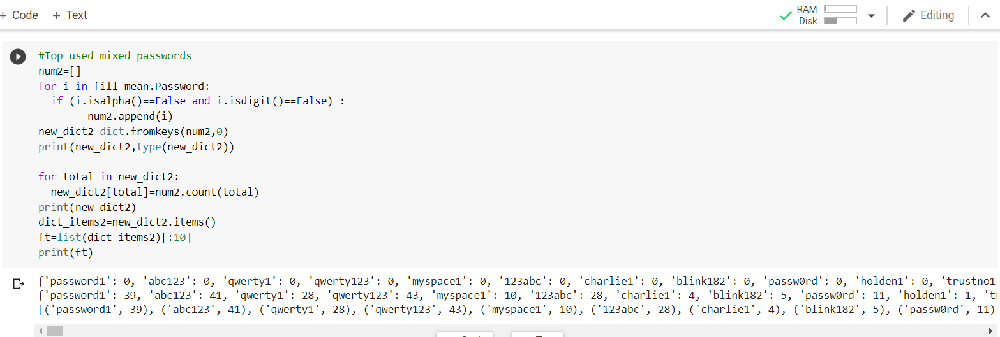 + Code + Text
RAM
Disk
Editing
#Top used mixed passwords
num2=[]
for i in fill_mean.Password:
  if (i.isalpha()==False and i.isdigit()==False) :
        num2.append(i)
new_dict2=dict.fromkeys(num2,0)
print(new_dict2,type(new_dict2))
for total in new_dict2:
  new_dict2[total]=num2.count(total)
print(new_dict2)
dict_items2=new_dict2.items()
ft=list(dict_items2)[:10]
print(ft)
{'password1': 0, 'abc123': 0, 'qwerty1': 0, 'qwerty123': 0, 'myspace1': 0, '123abc': 0, 'charlie1': 0, 'blink182': 0, 'passw0rd': 0, 'holden1': 0, 'trustno1
{'password1': 39, 'abc123': 41, 'qwerty1': 28, 'qwerty123': 43, 'myspace1': 10, '123abc': 28, 'charlie1': 4, 'blink182': 5, 'passw0rd': 11, 'holden1': 1,
[('password1', 39), ('abc123', 41), ('qwerty1', 28), ('qwerty123', 43), ('myspace1', 10), ('123abc', 28), ('charlie1', 4), ('blink182', 5), ('passw0rd', 11)